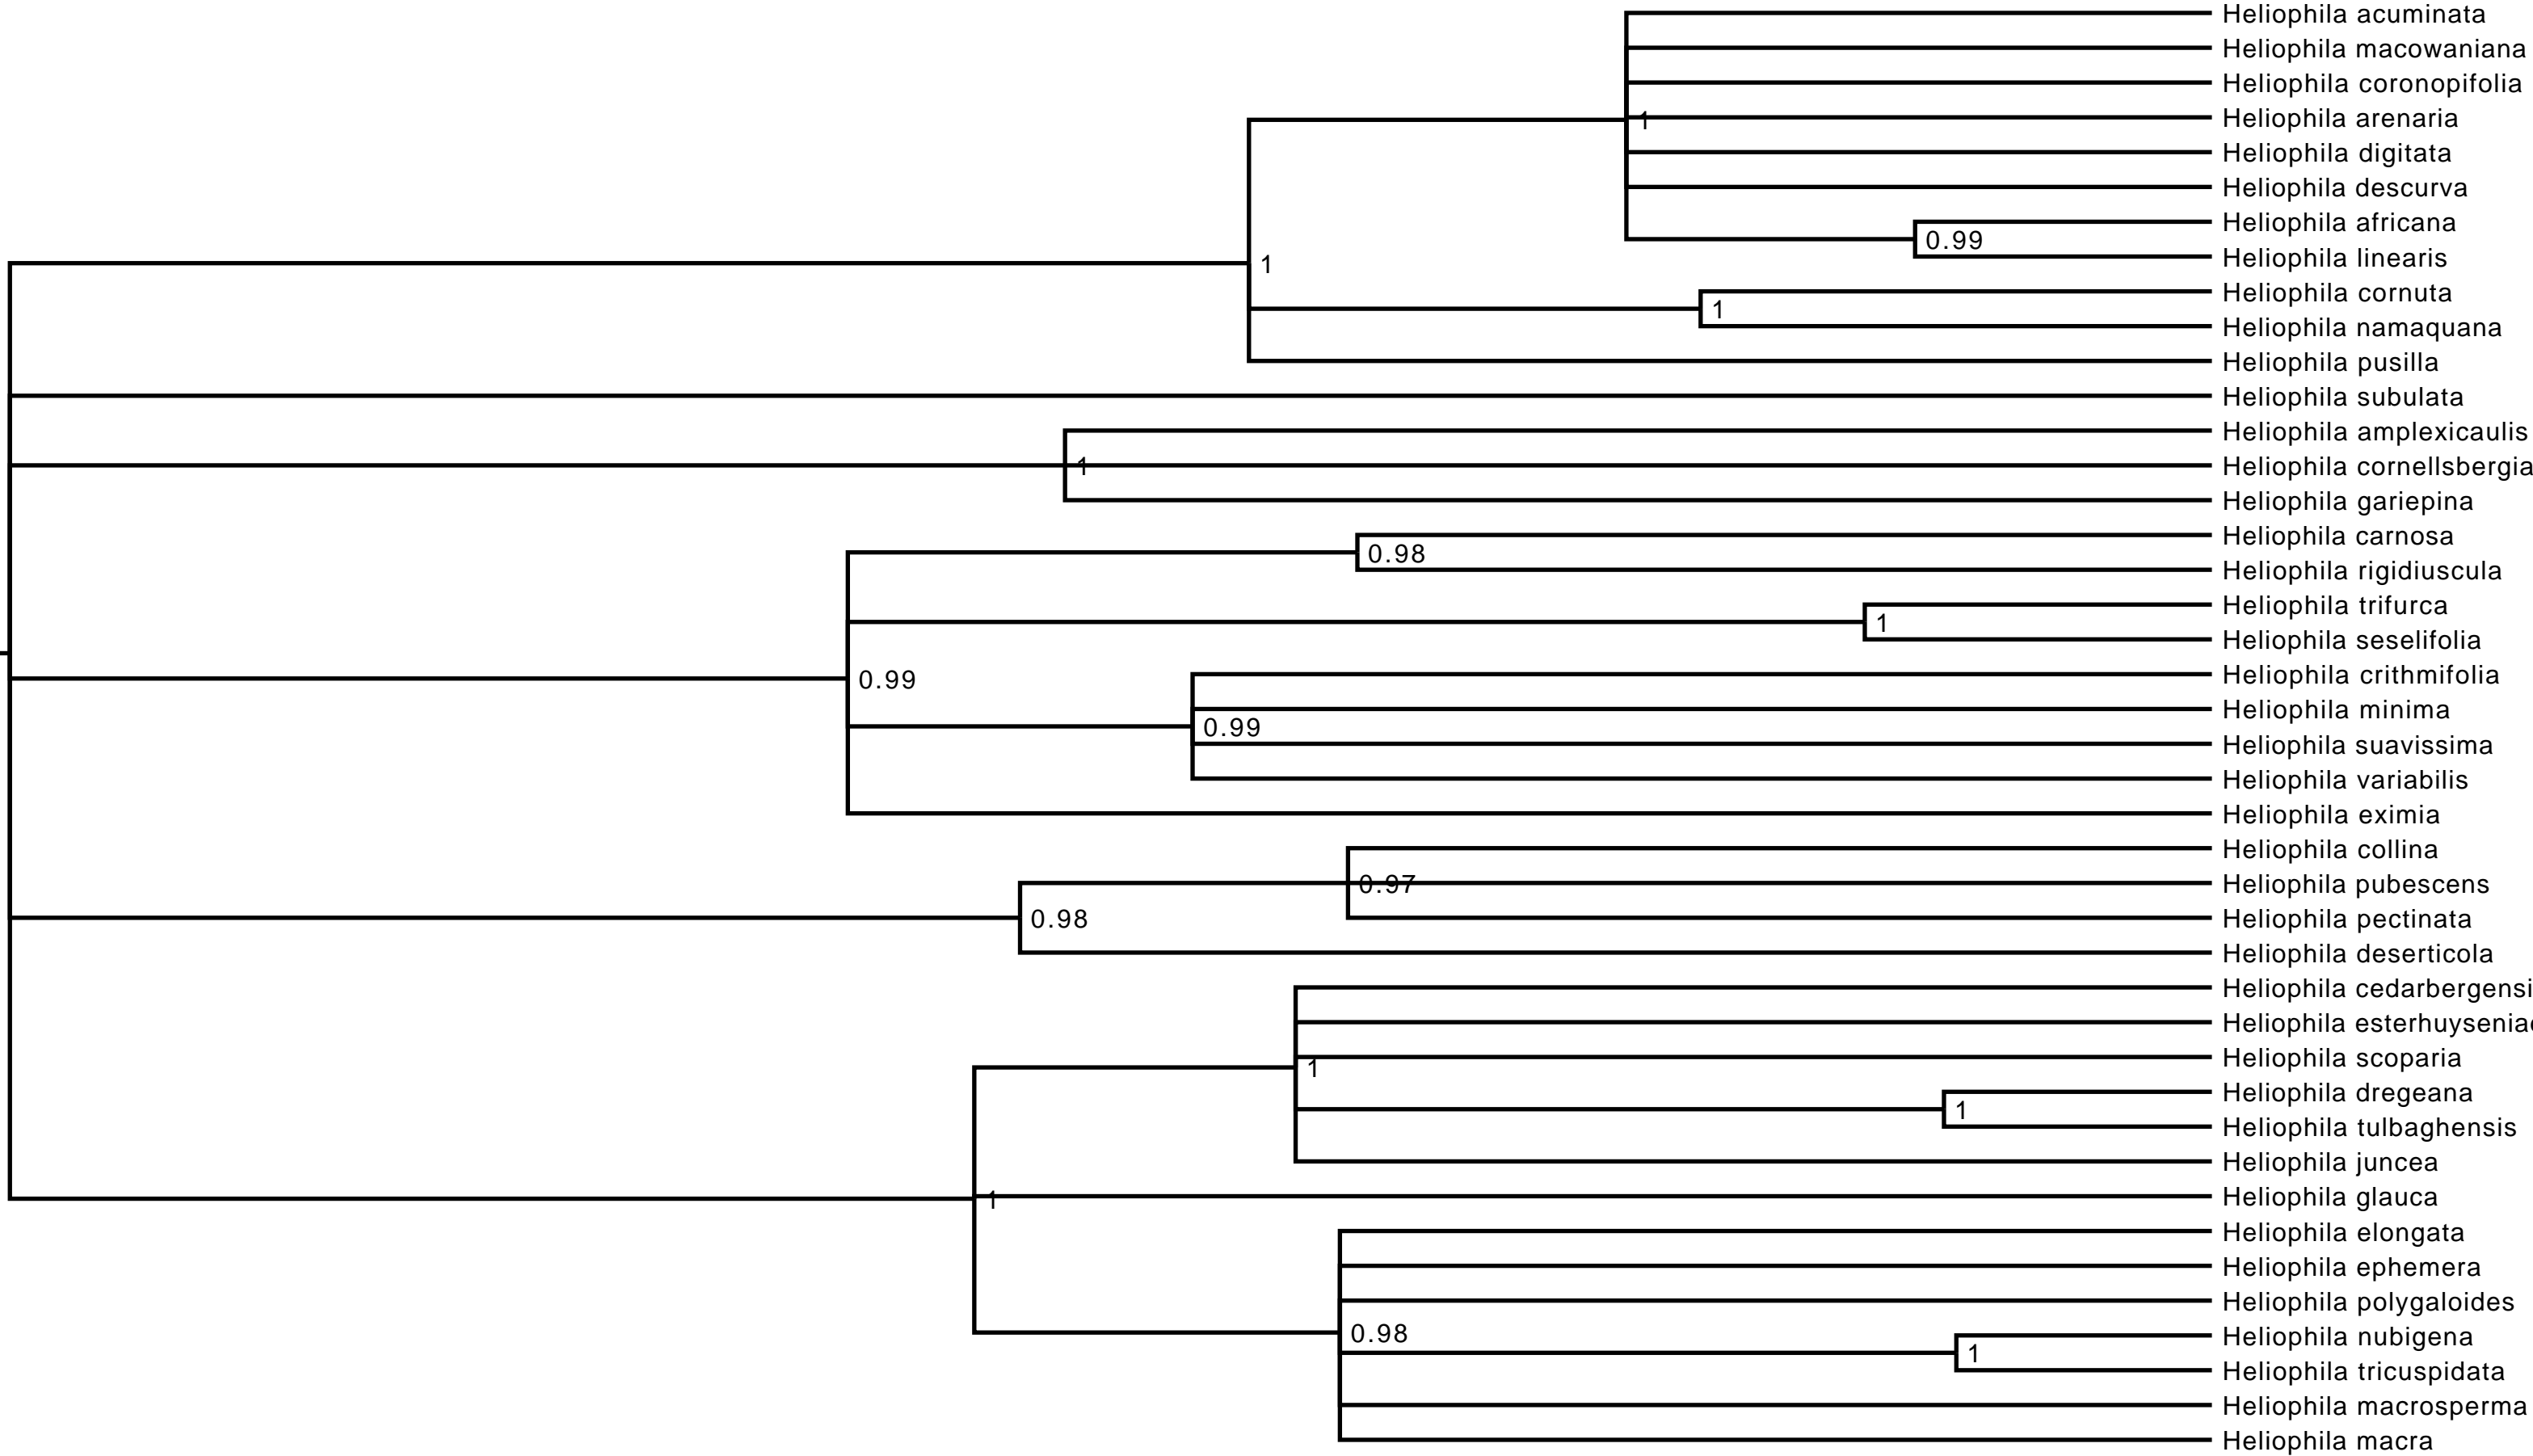 Heliophila acuminata
Heliophila macowaniana
Heliophila coronopifolia
Heliophila arenaria
1
Heliophila digitata
Heliophila descurva
Heliophila africana
0.99
Heliophila linearis
1
Heliophila cornuta
1
Heliophila namaquana
Heliophila pusilla
Heliophila subulata
Heliophila amplexicaulis
1
Heliophila cornellsbergia
Heliophila gariepina
Heliophila carnosa
0.98
Heliophila rigidiuscula
Heliophila trifurca
1
Heliophila seselifolia
Heliophila crithmifolia
0.99
Heliophila minima
0.99
Heliophila suavissima
Heliophila variabilis
Heliophila eximia
Heliophila collina
0.97
Heliophila pubescens
0.98
Heliophila pectinata
Heliophila deserticola
Heliophila cedarbergensi
Heliophila esterhuyseniae
Heliophila scoparia
1
Heliophila dregeana
1
Heliophila tulbaghensis
Heliophila juncea
1
Heliophila glauca
Heliophila elongata
Heliophila ephemera
Heliophila polygaloides
0.98
Heliophila nubigena
1
Heliophila tricuspidata
Heliophila macrosperma
Heliophila macra